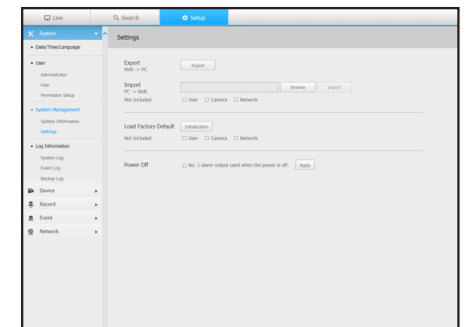 Live
Search
Setup
System
Date/Time/Language
User
Administrator
User
Permission Setup
System Management
System Information
Settings
Log Information
System Log
Event Log
Backup Log
Device
Record
Event
Network
Settings
Export
NVR -> PC
Export
Import
PC -> NVR
Browse
Import
Not Included
User Camera Network
Load Factory Default
Initialization
Not Included
User Camera Network
Power Off
No. 1 alarm output used when the power is off.
Apply